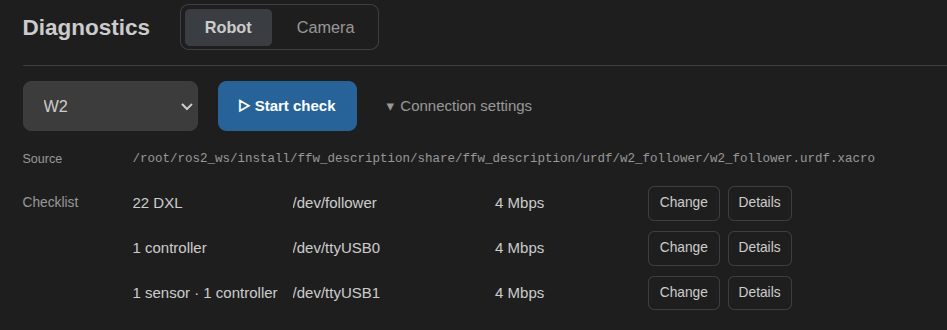 Diagnostics Robot Camera
W2 Start check ▾ Connection settings
Source /root/ros2_ws/install/ffw_description/share/ffw_description/urdf/w2_follower/w2_follower.urdf.xacro
Checklist 22 DXL /dev/follower 4 Mbps Change Details
1 controller /dev/ttyUSB0 4 Mbps Change Details
1 sensor · 1 controller /dev/ttyUSB1 4 Mbps Change Details